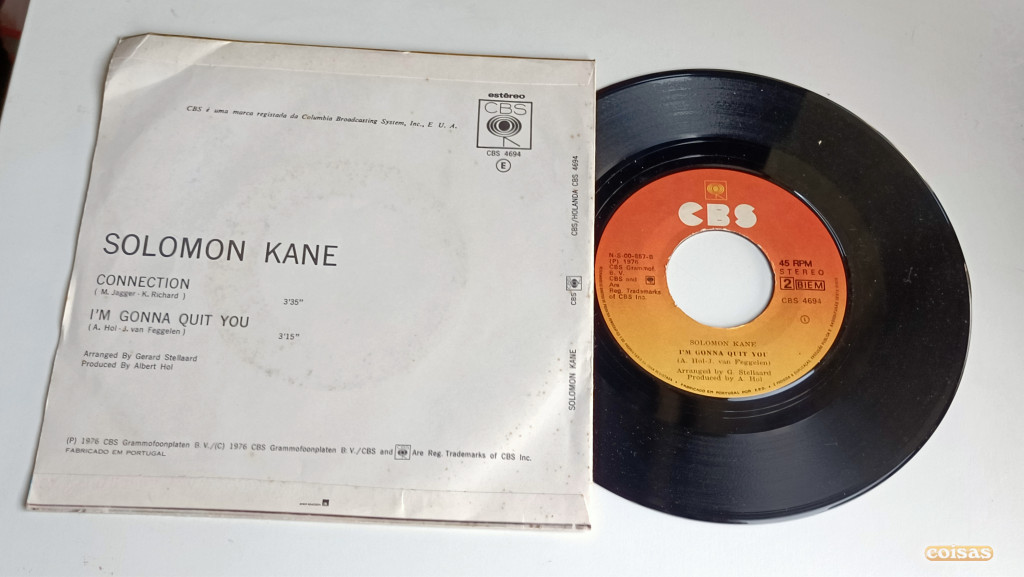 estéreo
CBS
CBS é uma marca registada da Columbia Broadcasting System, Inc., E U. A.
CBS 4694
E
SOLOMON KANE
CONNECTION
( M. Jagger - K. Richard )
3'35"
I'M GONNA QUIT YOU
( A. Hol - J. van Feggelen )
3'15"
Arranged By Gerard Stellaard
Produced By Albert Hol
(P) 1976 CBS Grammofoonplaten B. V./(C) 1976 CBS Grammofoonplaten B. V./CBS and Are Reg. Trademarks of CBS Inc.
FABRICADO EM PORTUGAL
CBS/HOLANDA CBS 4694
CBS
SOLOMON KANE
CBS
(P) 1976
CBS Grammof.
B. V.
CBS and
Are
Reg. Trademarks
of CBS Inc.
45 RPM
STEREO
2 BIEM
CBS 4694
SOLOMON KANE
I'M GONNA QUIT YOU
(A. Hol-J. van Feggelen)
Arranged by G. Stellaard
Produced by A. Hol
coisas